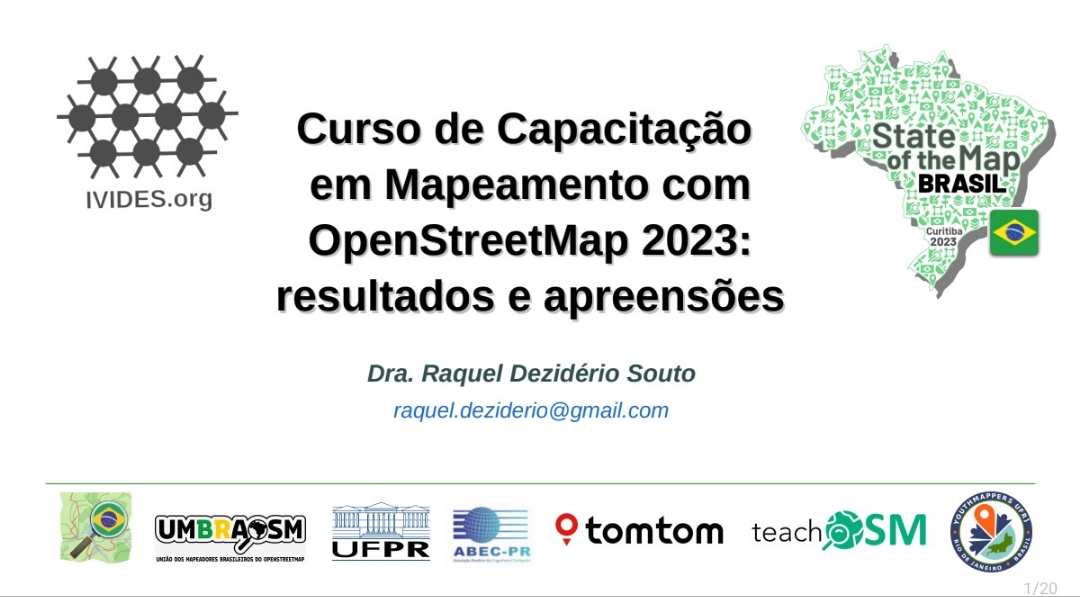 IVIDES.org
Curso de Capacitação
em Mapeamento com
OpenStreetMap 2023:
resultados e apreensões
State
of the Map
BRASIL
Curitiba
2023
Dra. Raquel Dezidério Souto
raquel.deziderio@gmail.com
UMBRAOSM
UNIÃO DOS MAPEADORES BRASILEIROS DO OPENSTREETMAP
UFPR
ABEC-PR
tomtom
teachOSM
YOUTHMAPPERS UFRJ
RIO DE JANEIRO BRASIL
1/20